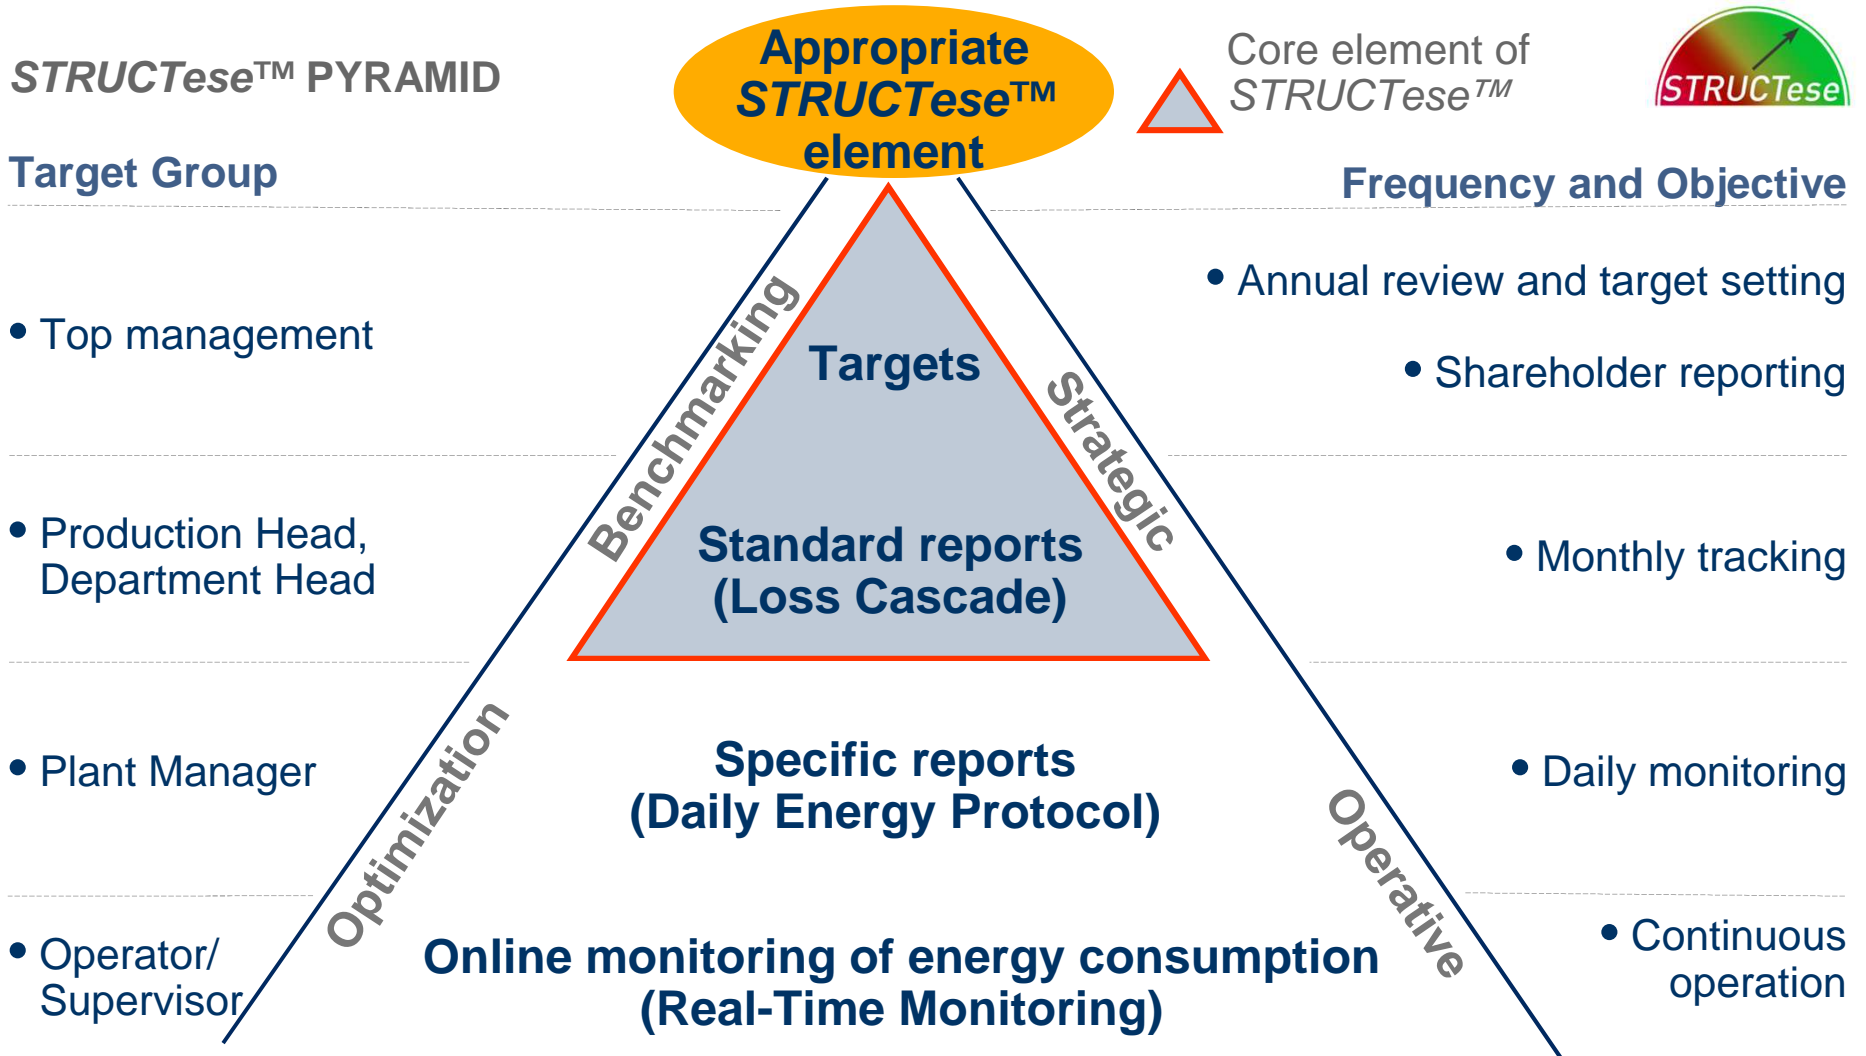 STRUCTese™ PYRAMID
Appropriate
STRUCTese™
element
Core element of
STRUCTese™
STRUCTese
Target Group
Frequency and Objective
• Top management
Benchmarking
Targets
Strategic
• Annual review and target setting
• Shareholder reporting
• Production Head,
Department Head
Standard reports
(Loss Cascade)
• Monthly tracking
• Plant Manager
Optimization
Specific reports
(Daily Energy Protocol)
Operative
• Daily monitoring
• Operator/
Supervisor
Online monitoring of energy consumption
(Real-Time Monitoring)
• Continuous
operation